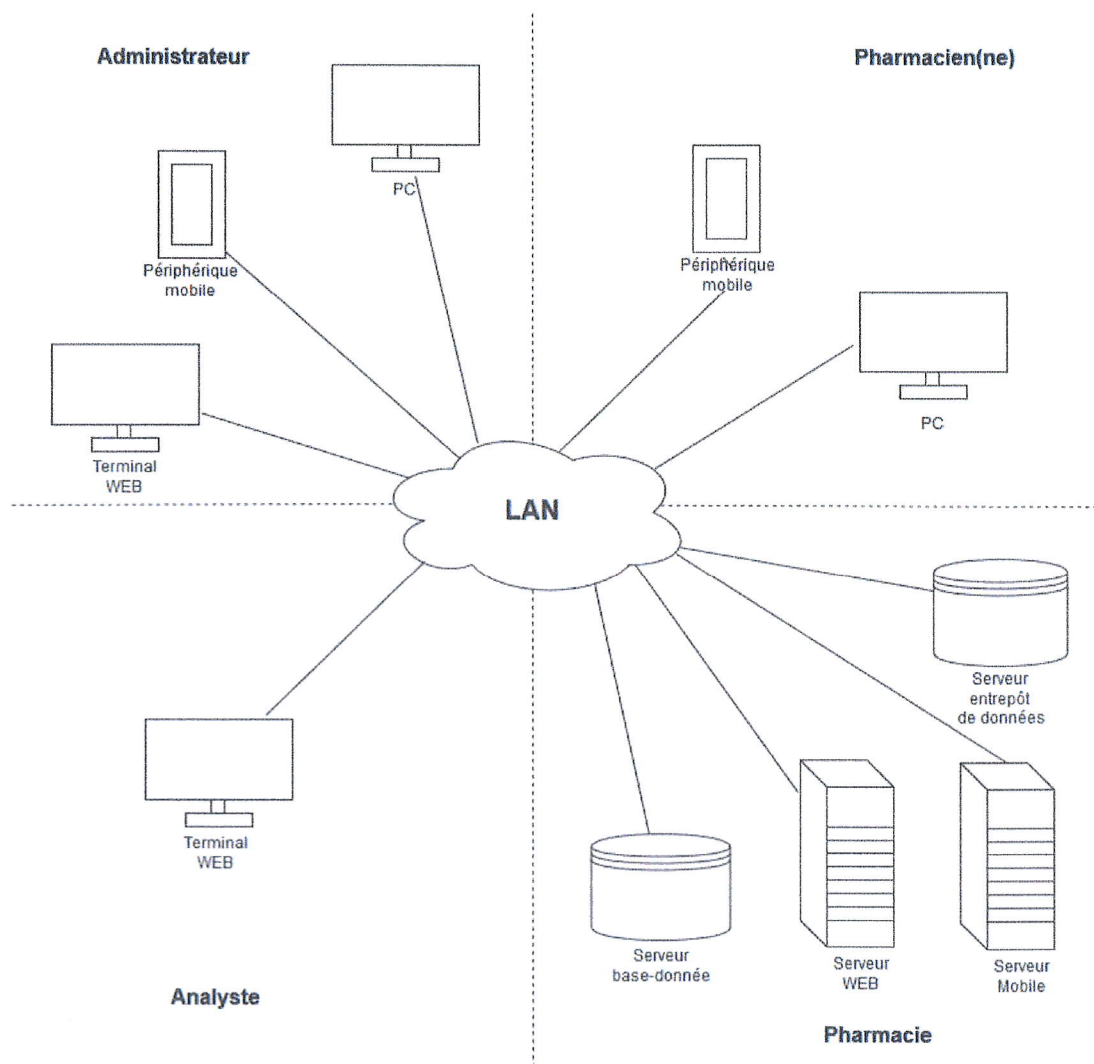 Administrateur
Pharmacien(ne)
PC
Périphérique
mobile
Périphérique
mobile
Terminal
WEB
PC
LAN
Serveur
entrepôt
de données
Terminal
WEB
Serveur
base-donnée
Serveur
WEB
Serveur
Mobile
Analyste
Pharmacie